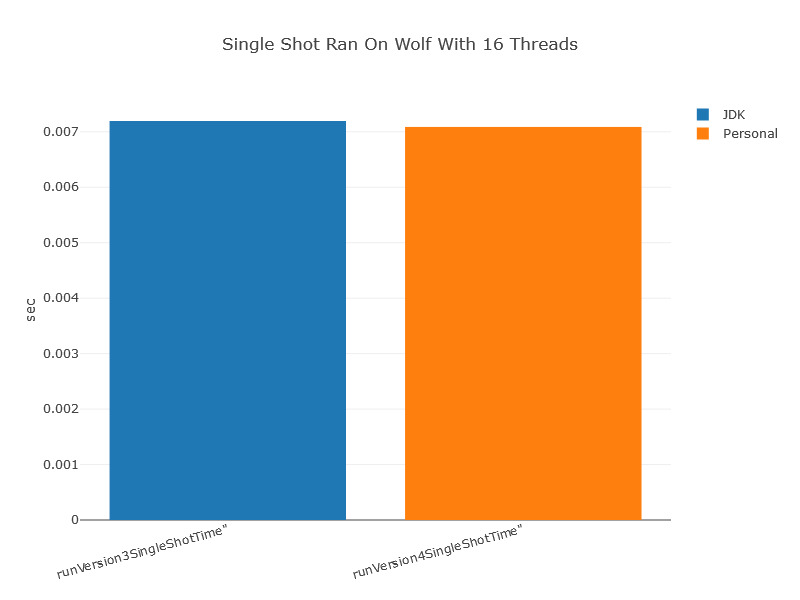 Single Shot Ran On Wolf With 16 Threads
JDK
Personal
sec
0.007
0.006
0.005
0.004
0.003
0.002
0.001
0
runVersion3SingleShotTime"
runVersion4SingleShotTime"